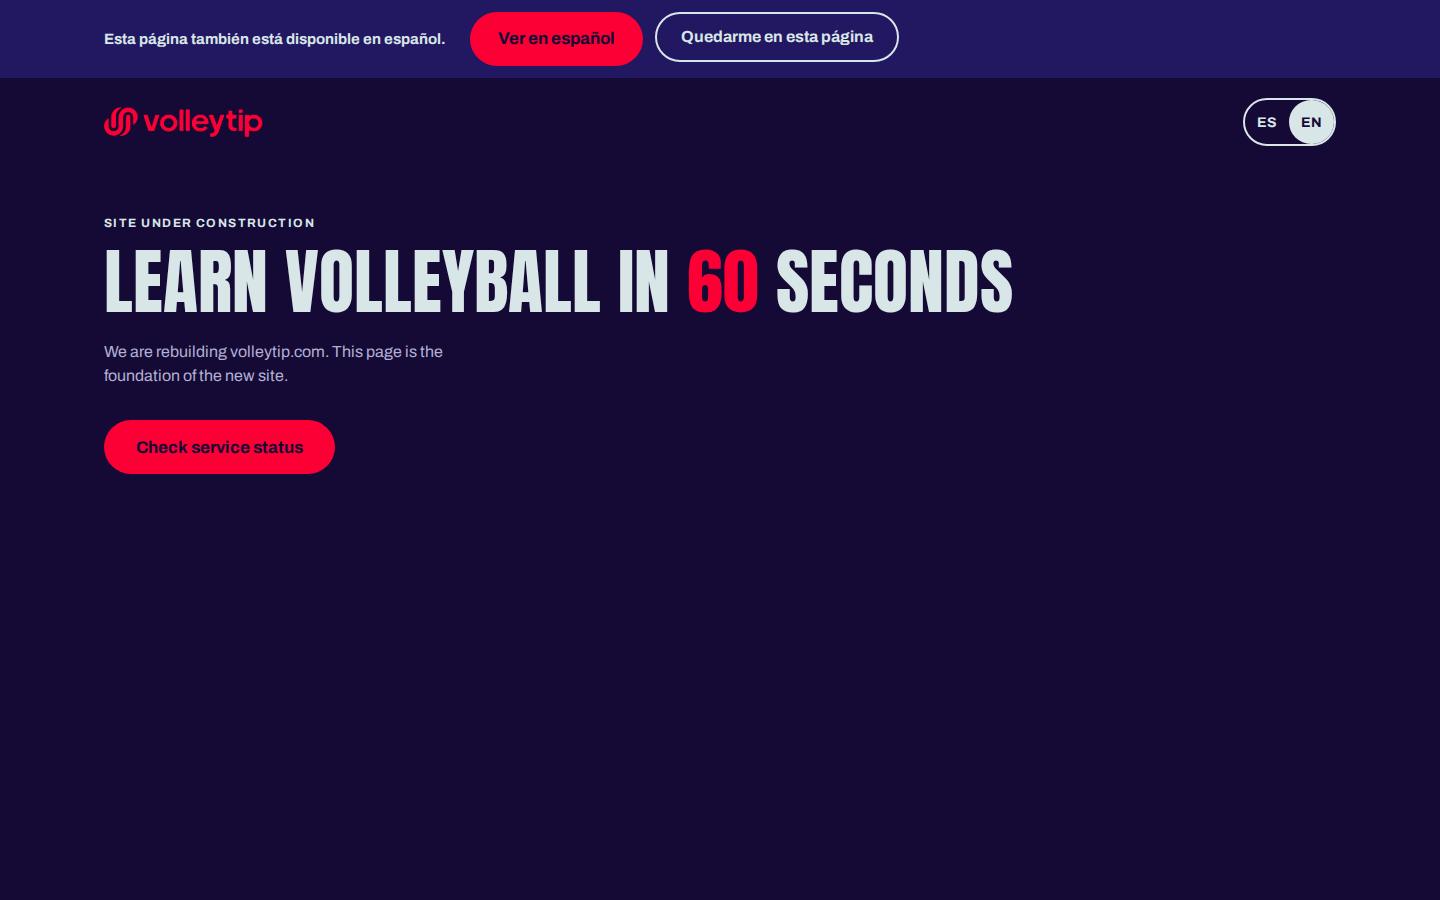 Esta página también está disponible en español.
Ver en español
Quedarme en esta página
volleytip
ES EN
SITE UNDER CONSTRUCTION
LEARN VOLLEYBALL IN 60 SECONDS
We are rebuilding volleytip.com. This page is the
foundation of the new site.
Check service status